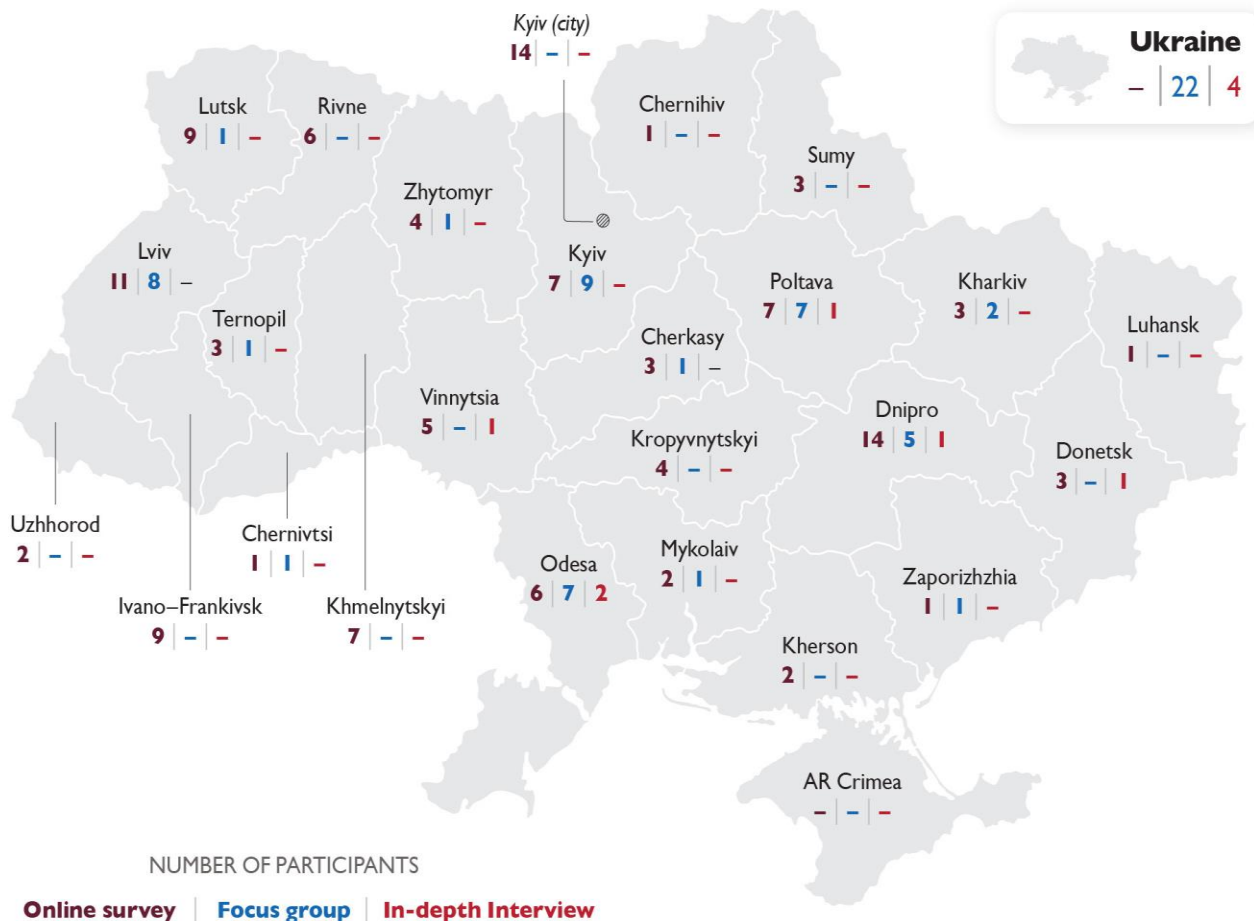 Kyiv (city)
14 | – | –
Ukraine
– | 22 | 4
Lutsk
9 | 1 | –
Rivne
6 | – | –
Chernihiv
1 | – | –
Sumy
3 | – | –
Zhytomyr
4 | 1 | –
Lviv
11 | 8 | –
Kyiv
7 | 9 | –
Poltava
7 | 7 | 1
Kharkiv
3 | 2 | –
Ternopil
3 | 1 | –
Luhansk
1 | – | –
Cherkasy
3 | 1 | –
Vinnytsia
5 | – | 1
Dnipro
14 | 5 | 1
Kropyvnytskyi
4 | – | –
Donetsk
3 | – | 1
Uzhhorod
2 | – | –
Chernivtsi
1 | 1 | –
Odesa
6 | 7 | 2
Mykolaiv
2 | 1 | –
Zaporizhzhia
1 | 1 | –
Ivano–Frankivsk
9 | – | –
Khmelnytskyi
7 | – | –
Kherson
2 | – | –
AR Crimea
– | – | –
NUMBER OF PARTICIPANTS
Online survey | Focus group | In-depth Interview